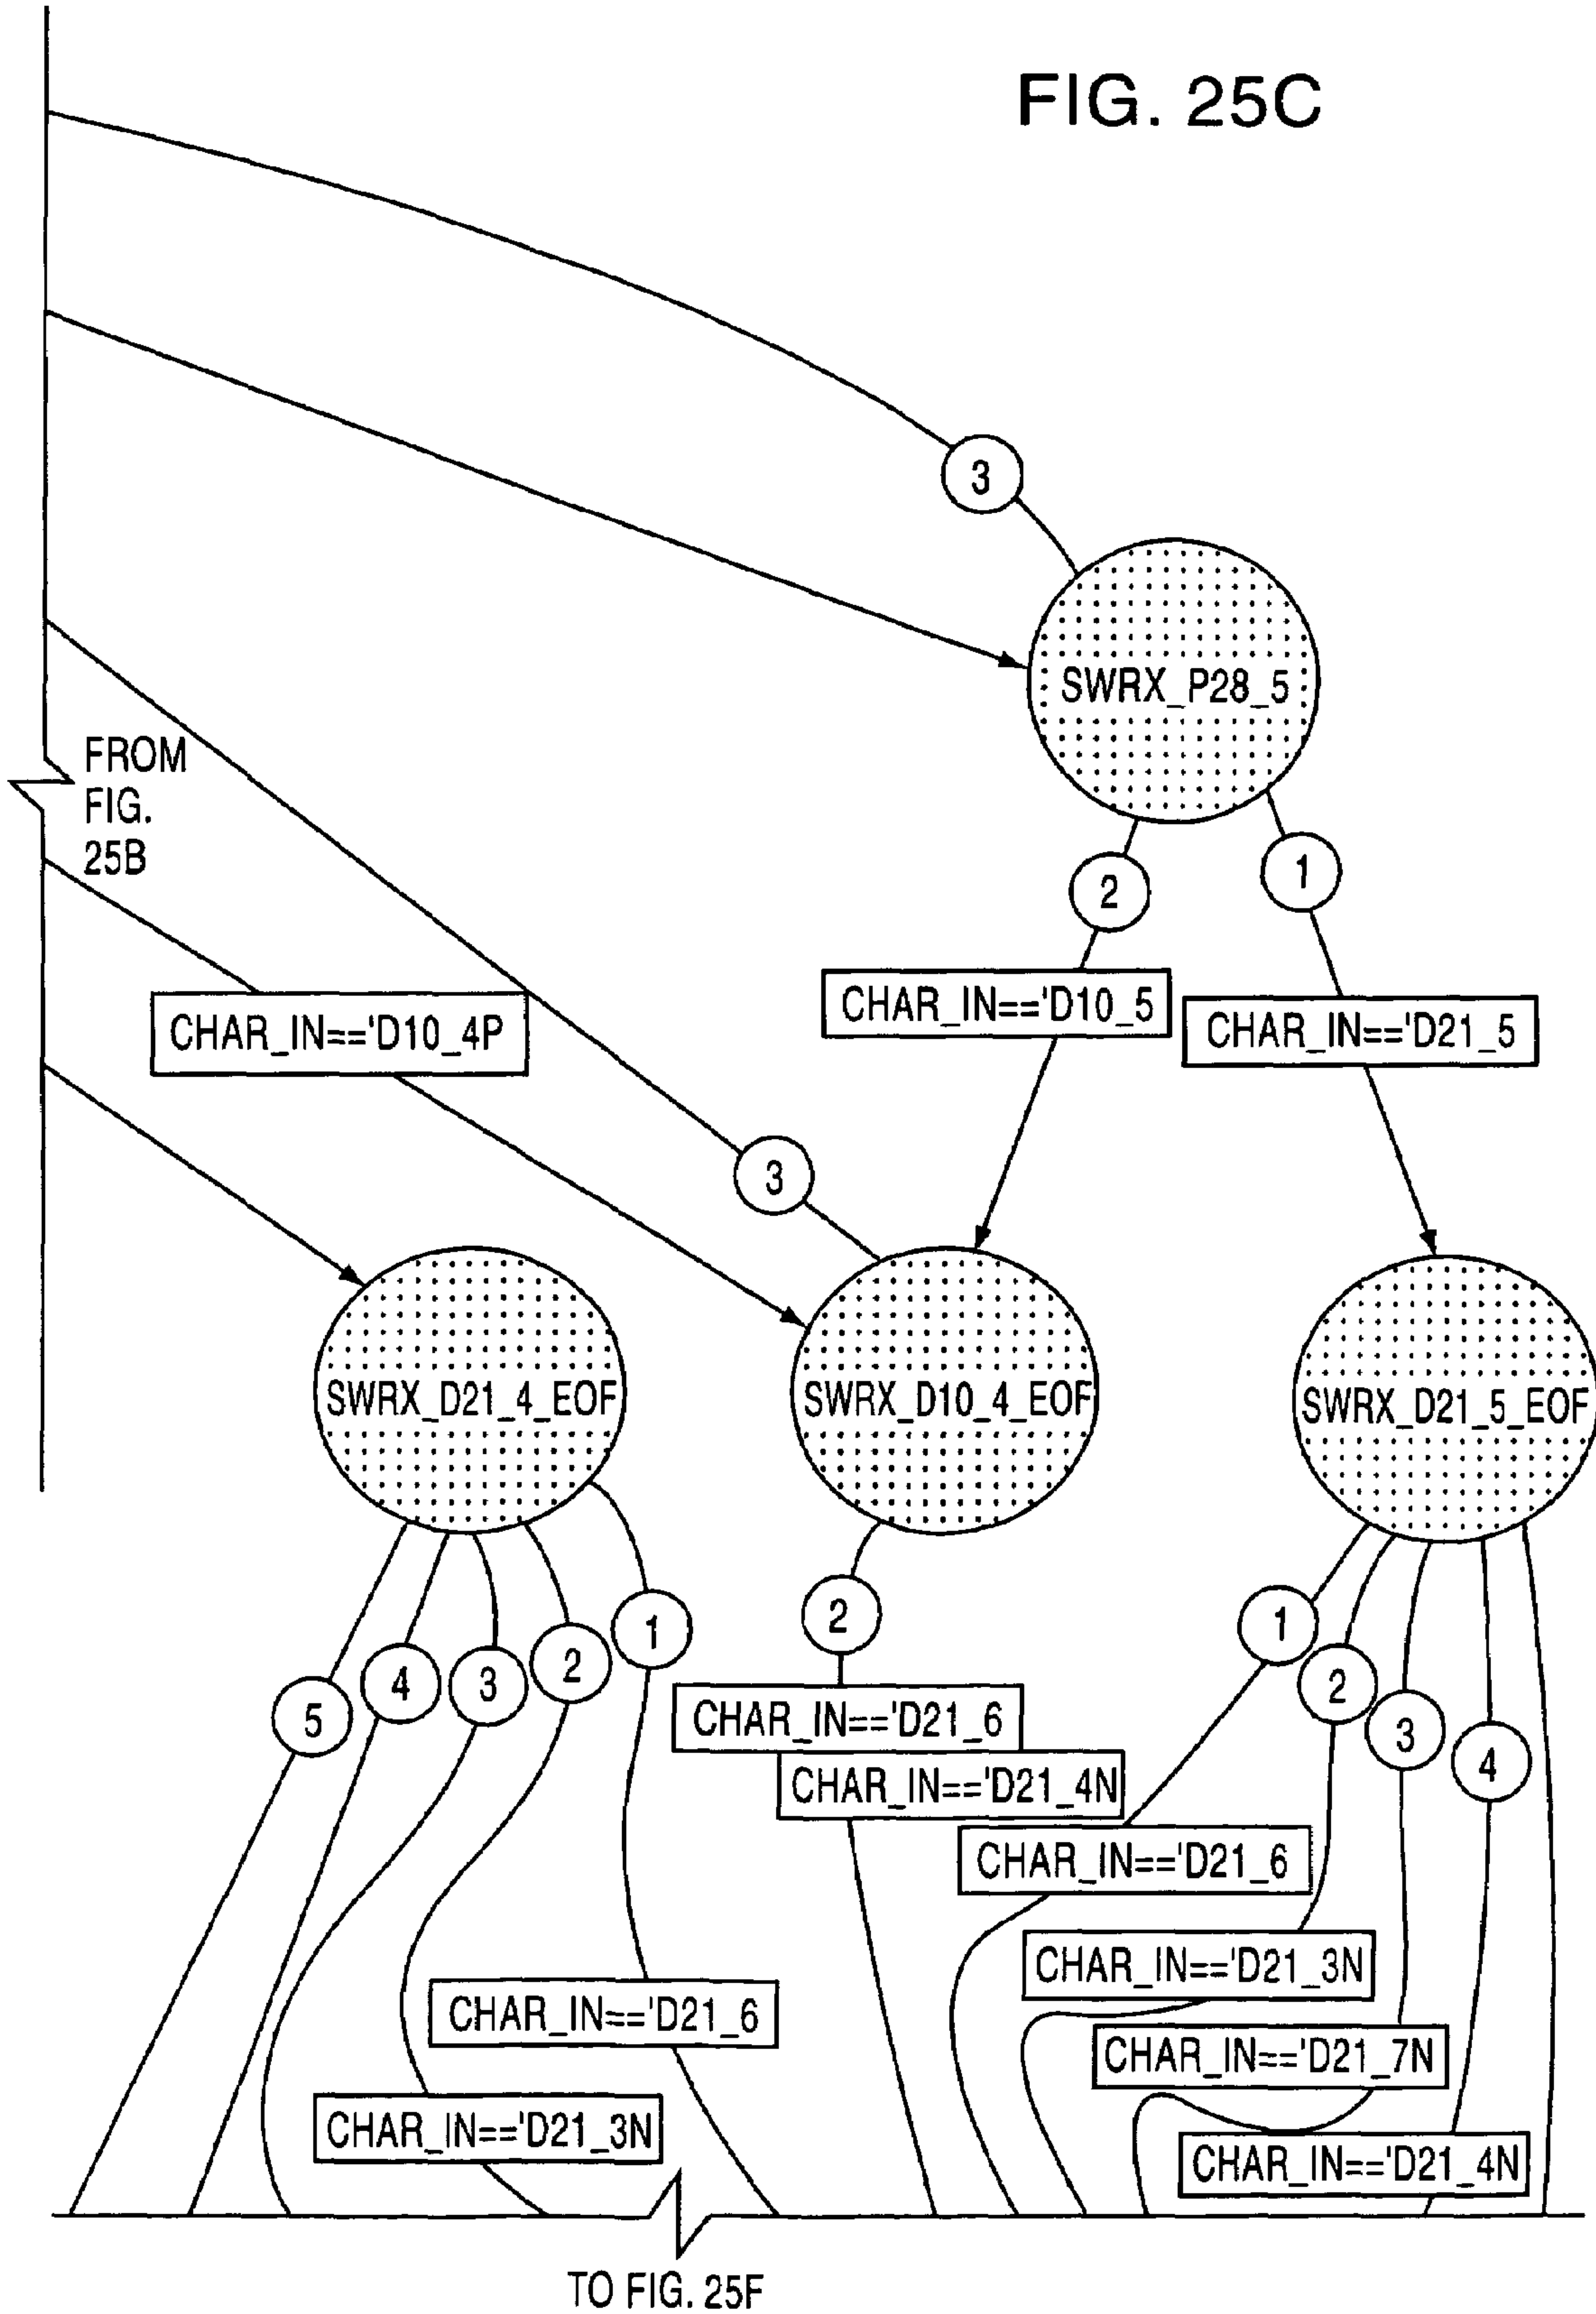 FIG. 25C
3
SWRX_P28_5
FROM
FIG.
25B
2
1
CHAR_IN=='D10_4P
CHAR_IN=='D10_5
CHAR_IN=='D21_5
3
SWRX_D21_4_EOF
SWRX_D10_4_EOF
SWRX_D21_5_EOF
5
4
3
2
1
2
1
2
3
4
CHAR_IN=='D21_6
CHAR_IN=='D21_4N
CHAR_IN=='D21_6
CHAR_IN=='D21_3N
CHAR_IN=='D21_6
CHAR_IN=='D21_7N
CHAR_IN=='D21_3N
CHAR_IN=='D21_4N
TO FIG. 25F